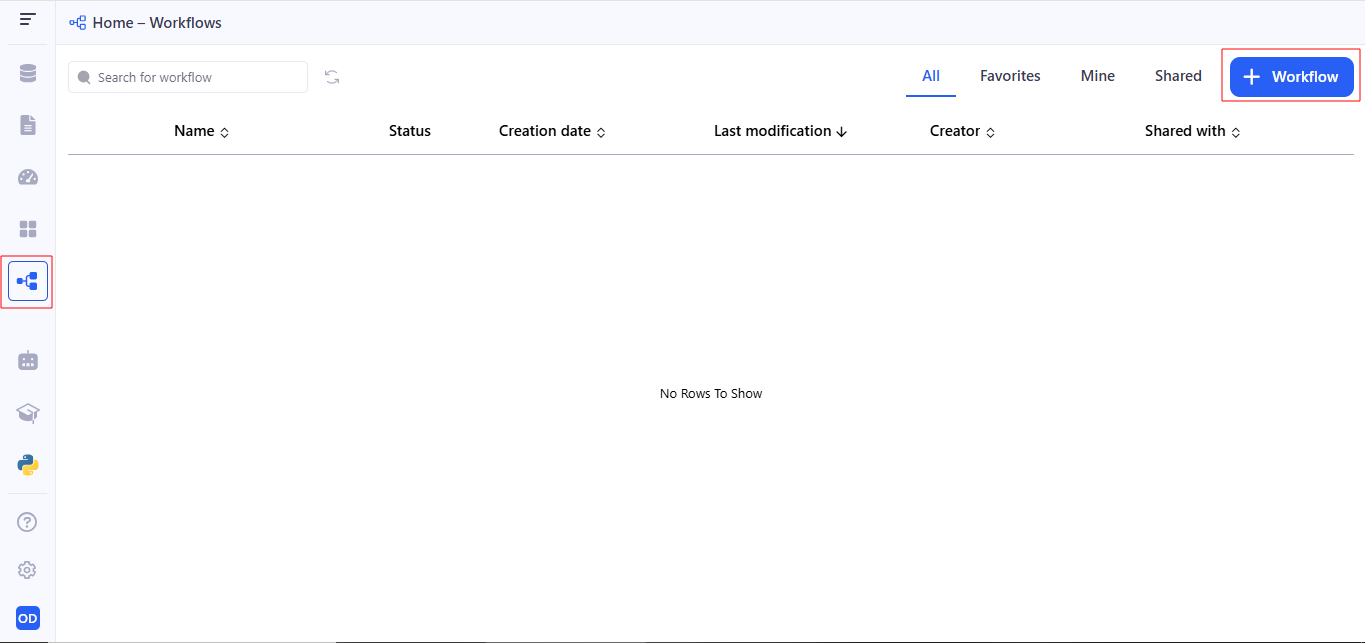 Home – Workflows
Search for workflow
All Favorites Mine Shared Workflow
Name Status Creation date Last modification Creator Shared with
No Rows To Show
?
OD